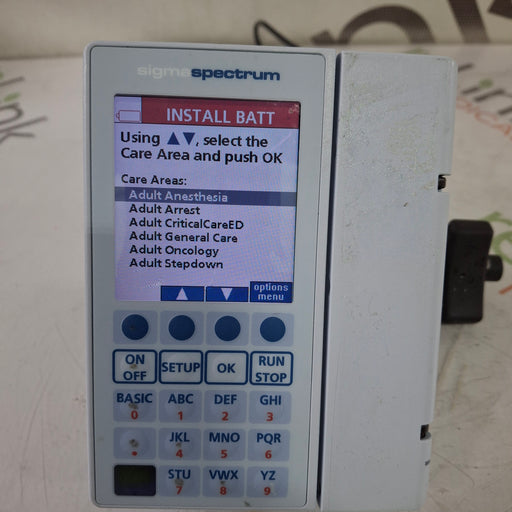 sigmaspectrum
INSTALL BATT
Using ▲▼, select the
Care Area and push OK
Care Areas:
Adult Anesthesia
Adult Arrest
Adult CriticalCareED
Adult General Care
Adult Oncology
Adult Stepdown
▲ ▼ options
menu
ON
OFF
SETUP
OK
RUN
STOP
BASIC
0
ABC
1
DEF
2
GHI
3
.
JKL
4
MNO
5
PQR
6
STU
7
VWX
8
YZ
9